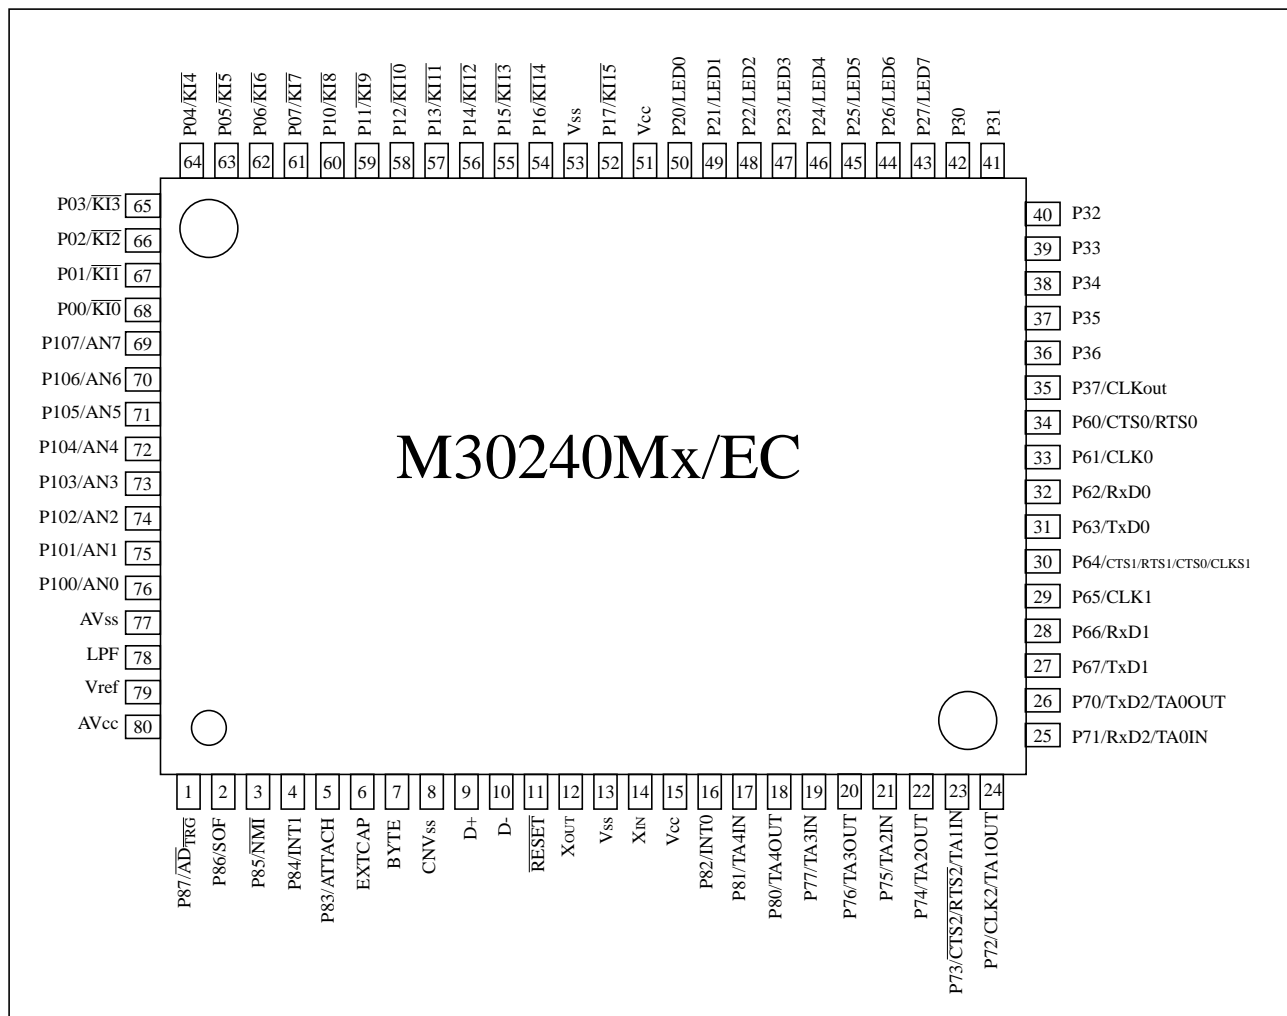 P04/KI4
P05/KI5
P06/KI6
P07/KI7
P10/KI8
P11/KI9
P12/KI10
P13/KI11
P14/KI12
P15/KI13
P16/KI14
Vss
P17/KI15
Vcc
P20/LED0
P21/LED1
P22/LED2
P23/LED3
P24/LED4
P25/LED5
P26/LED6
P27/LED7
P30
P31
64 63 62 61 60 59 58 57 56 55 54 53 52 51 50 49 48 47 46 45 44 43 42 41
P03/KI3 65
P02/KI2 66
P01/KI1 67
P00/KI0 68
P107/AN7 69
P106/AN6 70
P105/AN5 71
P104/AN4 72
P103/AN3 73
P102/AN2 74
P101/AN1 75
P100/AN0 76
AVss 77
LPF 78
Vref 79
AVcc 80
M30240Mx/EC
40 P32
39 P33
38 P34
37 P35
36 P36
35 P37/CLKout
34 P60/CTS0/RTS0
33 P61/CLK0
32 P62/RxD0
31 P63/TxD0
30 P64/CTS1/RTS1/CTS0/CLKS1
29 P65/CLK1
28 P66/RxD1
27 P67/TxD1
26 P70/TxD2/TA0OUT
25 P71/RxD2/TA0IN
1 2 3 4 5 6 7 8 9 10 11 12 13 14 15 16 17 18 19 20 21 22 23 24
P87/ADTRG
P86/SOF
P85/NMI
P84/INT1
P83/ATTACH
EXTCAP
BYTE
CNVss
D+
D-
RESET
XOUT
Vss
XIN
Vcc
P82/INT0
P81/TA4IN
P80/TA4OUT
P77/TA3IN
P76/TA3OUT
P75/TA2IN
P74/TA2OUT
P73/CTS2/RTS2/TA1IN
P72/CLK2/TA1OUT